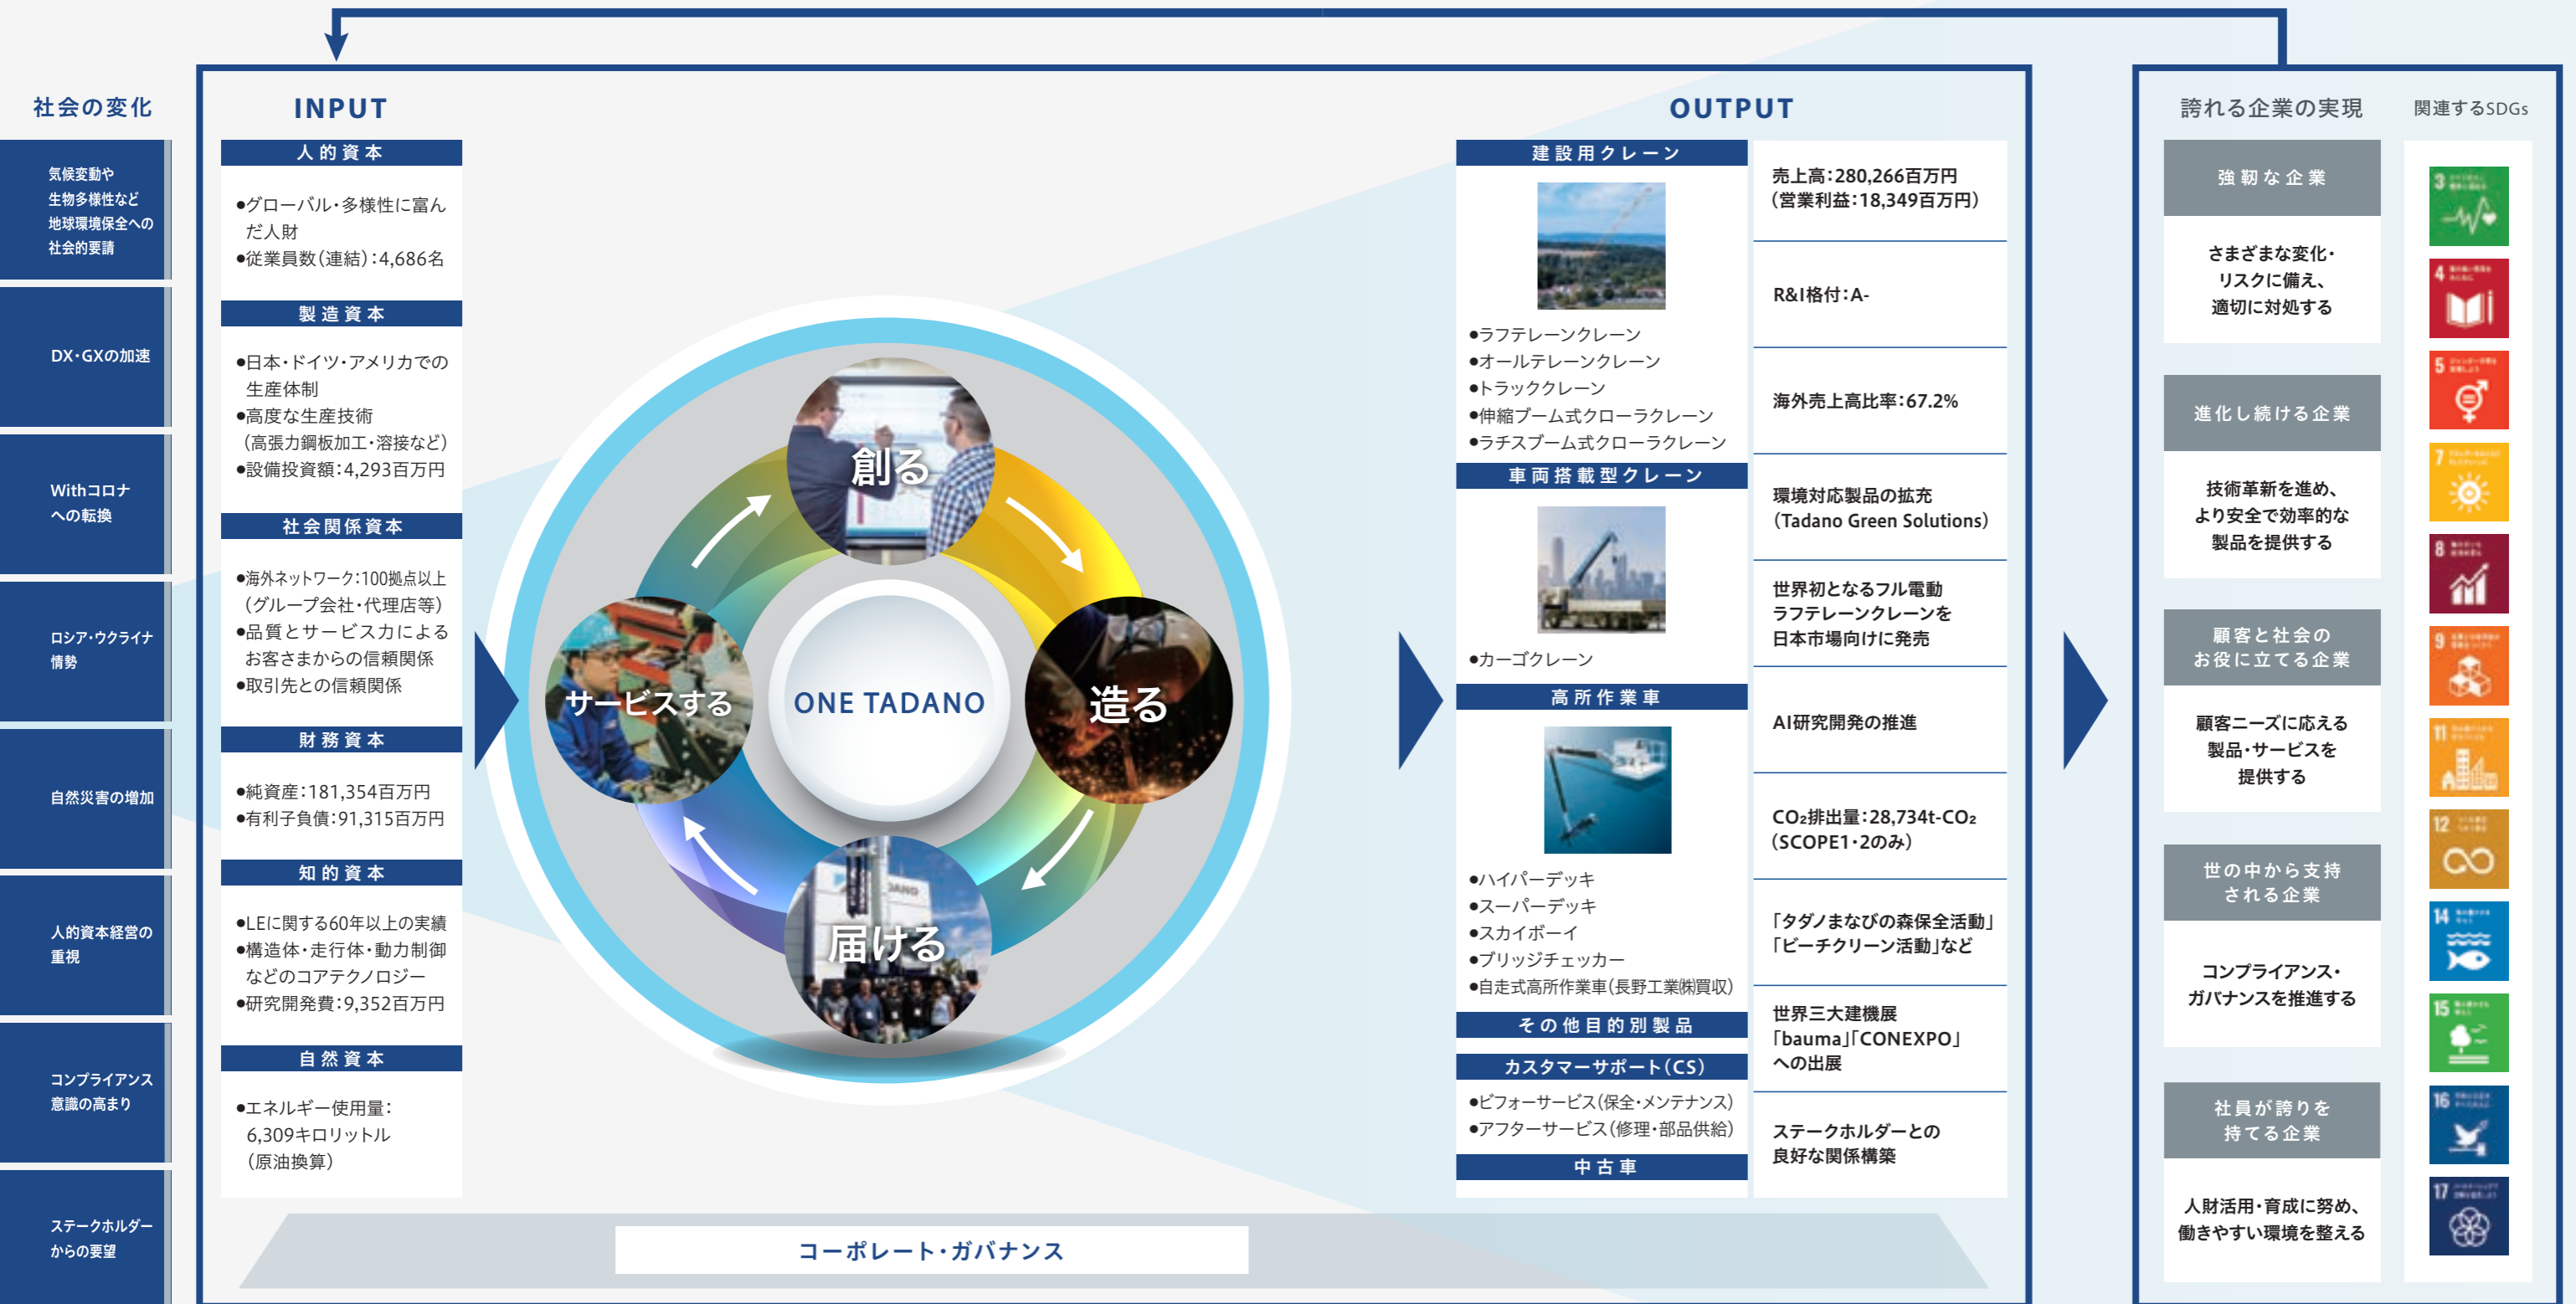 社会の変化
気候変動や
生物多様性など
地球環境保全への
社会的要請
DX・GXの加速
Withコロナ
への転換
ロシア・ウクライナ
情勢
自然災害の増加
人的資本経営の
重視
コンプライアンス
意識の高まり
ステークホルダー
からの要望
INPUT
人的資本
●グローバル・多様性に富ん
だ人財
●従業員数（連結）：4,686名
製造資本
●日本・ドイツ・アメリカでの
生産体制
●高度な生産技術
（高張力鋼板加工・溶接など）
●設備投資額：4,293百万円
社会関係資本
●海外ネットワーク：100拠点以上
（グループ会社・代理店等）
●品質とサービス力による
お客さまからの信頼関係
●取引先との信頼関係
財務資本
●純資産：181,354百万円
●有利子負債：91,315百万円
知的資本
●LEに関する60年以上の実績
●構造体・走行体・動力制御
などのコアテクノロジー
●研究開発費：9,352百万円
自然資本
●エネルギー使用量：
6,309キロリットル
（原油換算）
創る
造る
届ける
サービスする
ONE TADANO
コーポレート・ガバナンス
OUTPUT
建設用クレーン
●ラフテレーンクレーン
●オールテレーンクレーン
●トラッククレーン
●伸縮ブーム式クローラクレーン
●ラチスブーム式クローラクレーン
車両搭載型クレーン
●カーゴクレーン
高所作業車
●ハイパーデッキ
●スーパーデッキ
●スカイボーイ
●ブリッジチェッカー
●自走式高所作業車（長野工業㈱買収）
その他目的別製品
カスタマーサポート（CS）
●ビフォーサービス（保全・メンテナンス）
●アフターサービス（修理・部品供給）
中古車
売上高：280,266百万円
（営業利益：18,349百万円）
R&I格付：A-
海外売上高比率：67.2%
環境対応製品の拡充
（Tadano Green Solutions）
世界初となるフル電動
ラフテレーンクレーンを
日本市場向けに発売
AI研究開発の推進
CO₂排出量：28,734t-CO₂
（SCOPE1・2のみ）
「タダノまなびの森保全活動」
「ビーチクリーン活動」など
世界三大建機展
「bauma」「CONEXPO」
への出展
ステークホルダーとの
良好な関係構築
誇れる企業の実現
強靭な企業
さまざまな変化・
リスクに備え、
適切に対処する
進化し続ける企業
技術革新を進め、
より安全で効率的な
製品を提供する
顧客と社会の
お役に立てる企業
顧客ニーズに応える
製品・サービスを
提供する
世の中から支持
される企業
コンプライアンス・
ガバナンスを推進する
社員が誇りを
持てる企業
人財活用・育成に努め、
働きやすい環境を整える
関連するSDGs
3
4
5
7
8
9
11
12
14
15
16
17